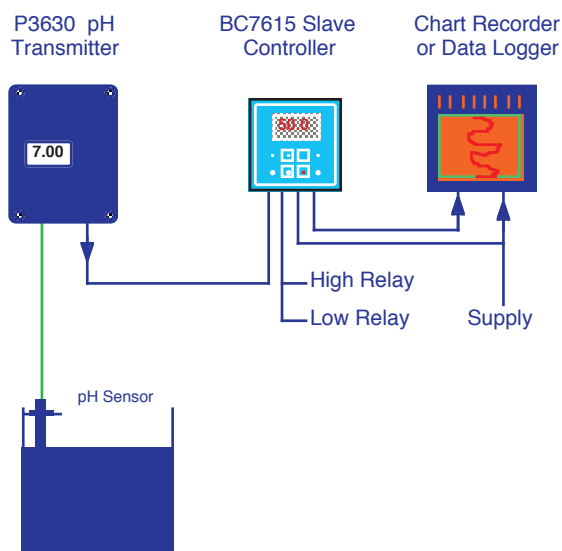 P3630 pH
Transmitter
BC7615 Slave
Controller
Chart Recorder
or Data Logger
7.00
50.0
High Relay
Low Relay
Supply
pH Sensor